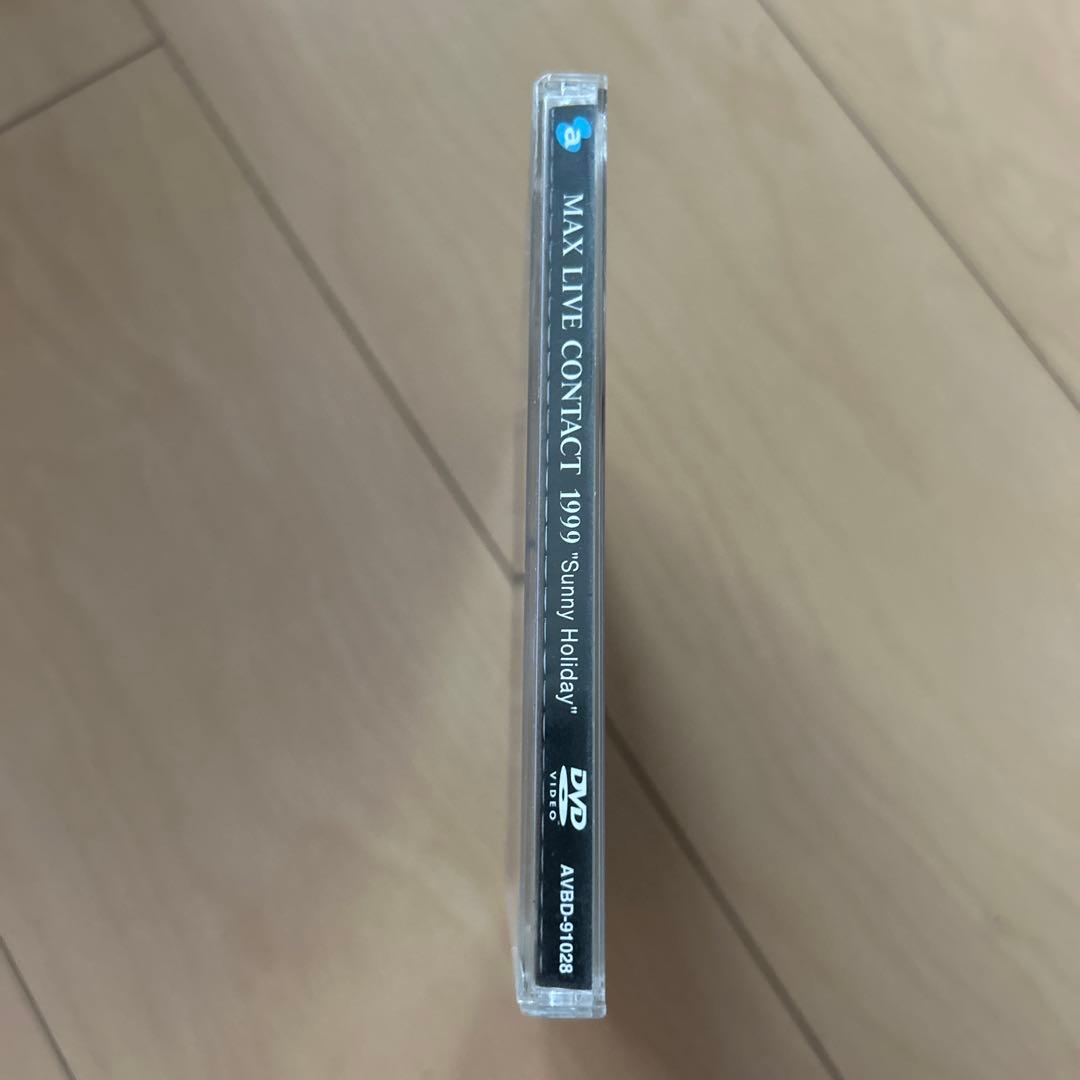 a
MAX LIVE CONTACT 1999 "Sunny Holiday"
DVD
VIDEO
AVBD-91028